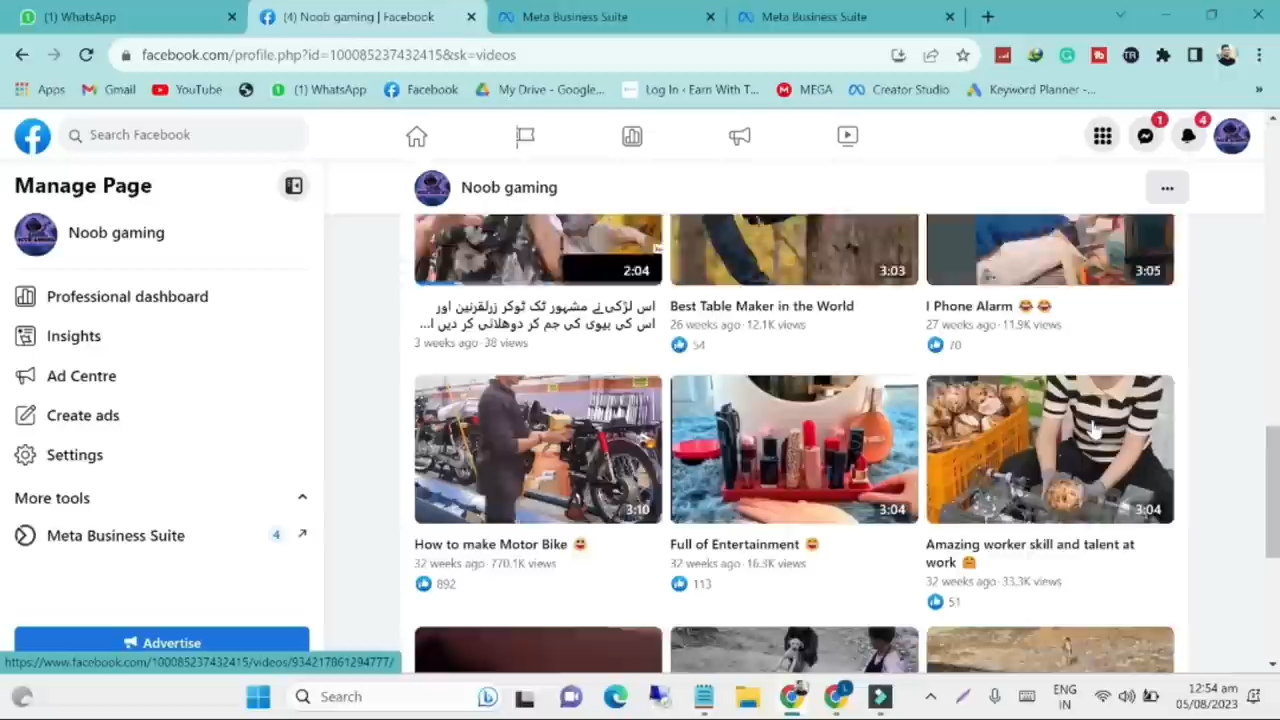 (1) WhatsApp
(4) Noob gaming | Facebook
Meta Business Suite
Meta Business Suite
facebook.com/profile.php?id=100085237432415&sk=videos
Apps
Gmail
YouTube
(1) WhatsApp
Facebook
My Drive - Google...
Log In ‹ Earn With T...
MEGA
Creator Studio
Keyword Planner -...
Search Facebook
1
4
Manage Page
Noob gaming
Noob gaming
Professional dashboard
Insights
Ad Centre
Create ads
Settings
More tools
Meta Business Suite 4
Advertise
2:04
3:03
3:05
اس لڑکی نے مشہور ٹک ٹوکر زرلقرنین اور
اس کی بیوی کی جم کر دوھلائی کر دیں ا...
3 weeks ago · 38 views
Best Table Maker in the World
26 weeks ago · 12.1K views
54
I Phone Alarm 😂 😂
27 weeks ago · 11.9K views
70
3:10
3:04
3:04
How to make Motor Bike 😄
32 weeks ago · 770.1K views
892
Full of Entertainment 😄
32 weeks ago · 16.3K views
113
Amazing worker skill and talent at
work 🤗
32 weeks ago · 33.3K views
51
https://www.facebook.com/100085237432415/videos/934217861294777/
Search
ENG
IN
12:54 am
05/08/2023